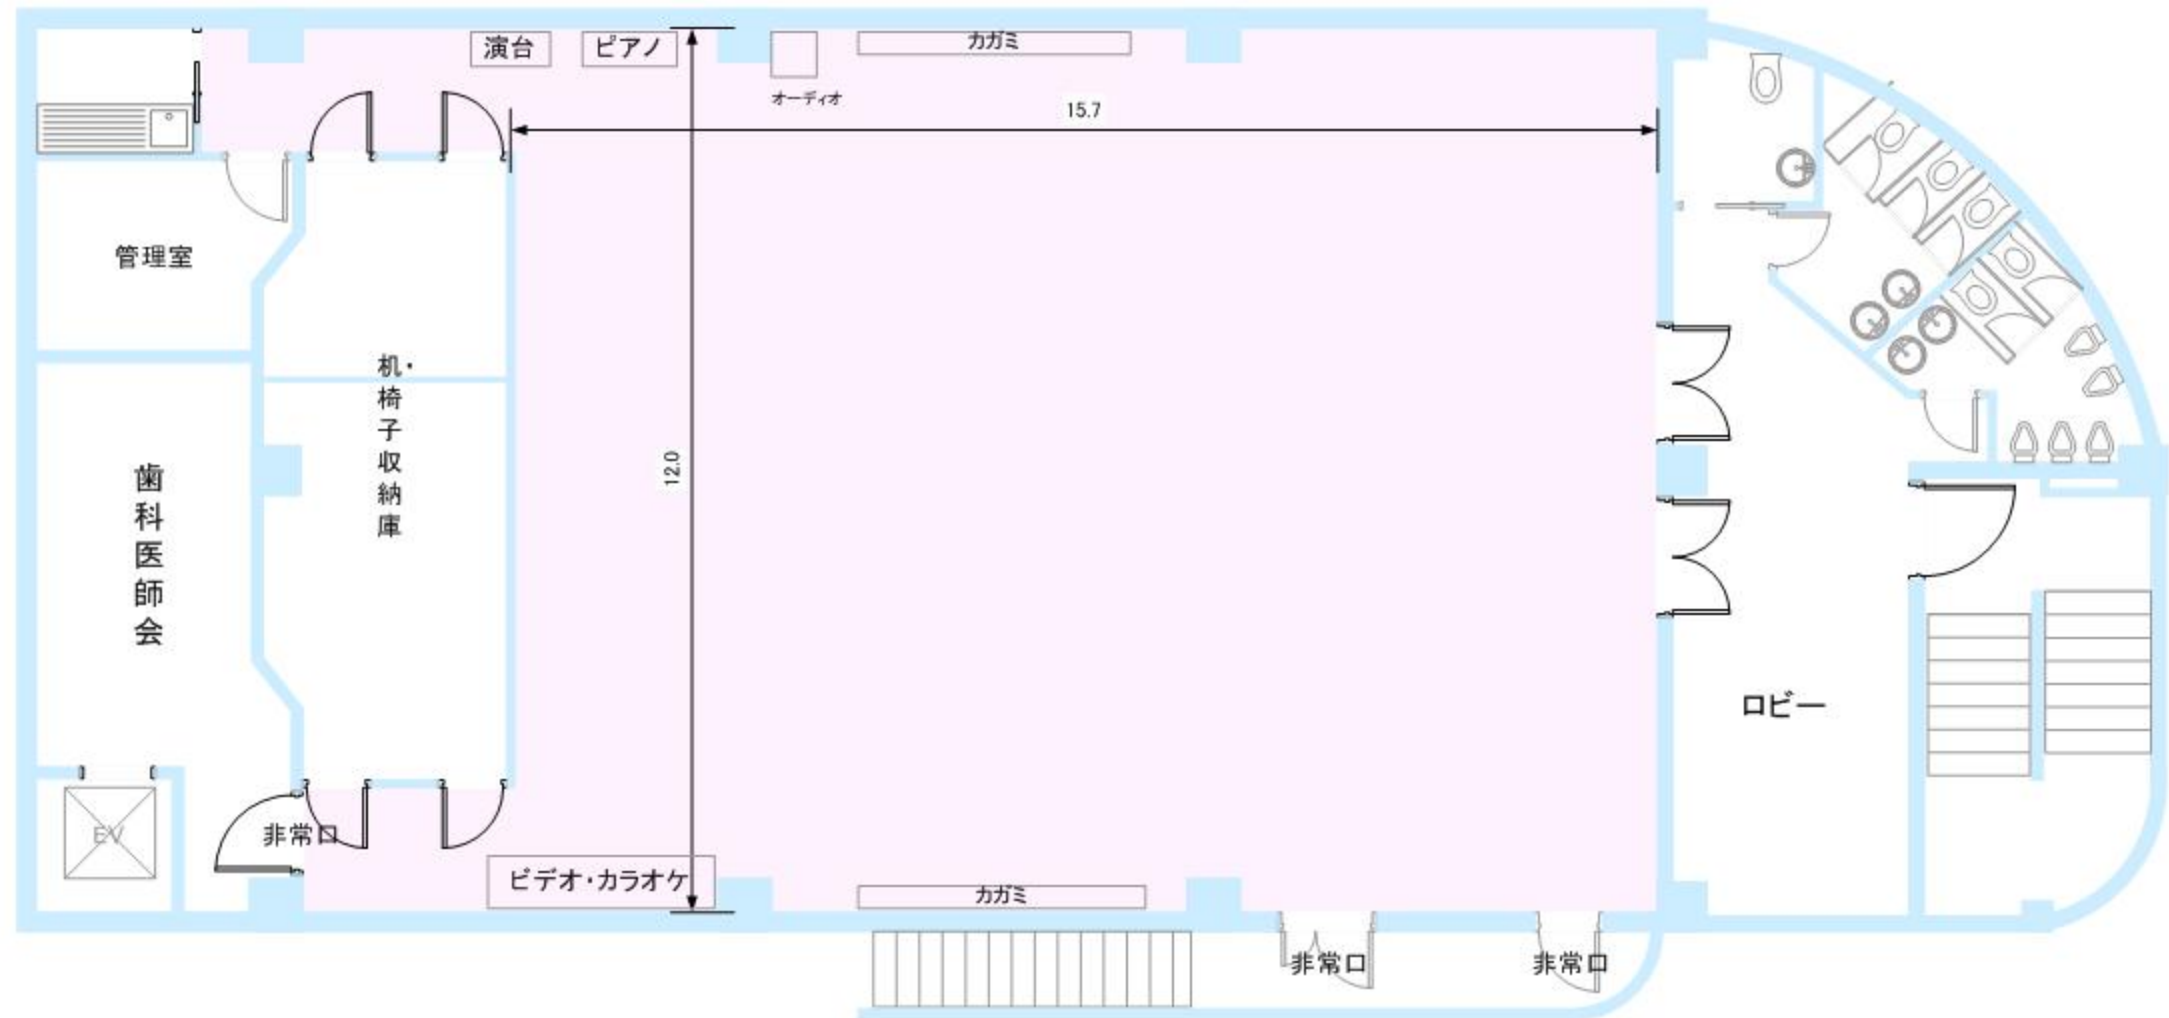 演台
ピアノ
カガミ
オーディオ
15.7
管理室
机・椅子収納庫
12.0
歯科医師会
ロビー
EV
非常口
ビデオ・カラオケ
カガミ
非常口
非常口